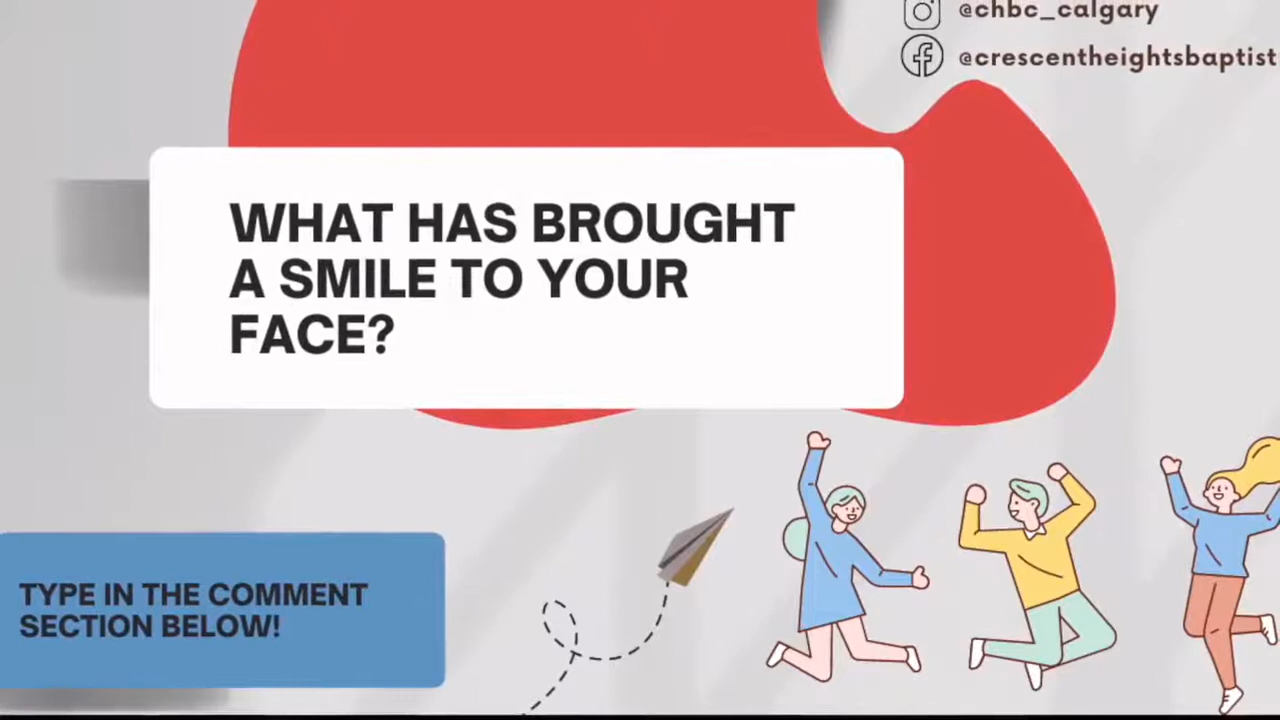 @chbc_calgary
@crescentheightsbaptist
WHAT HAS BROUGHT
A SMILE TO YOUR
FACE?
TYPE IN THE COMMENT
SECTION BELOW!